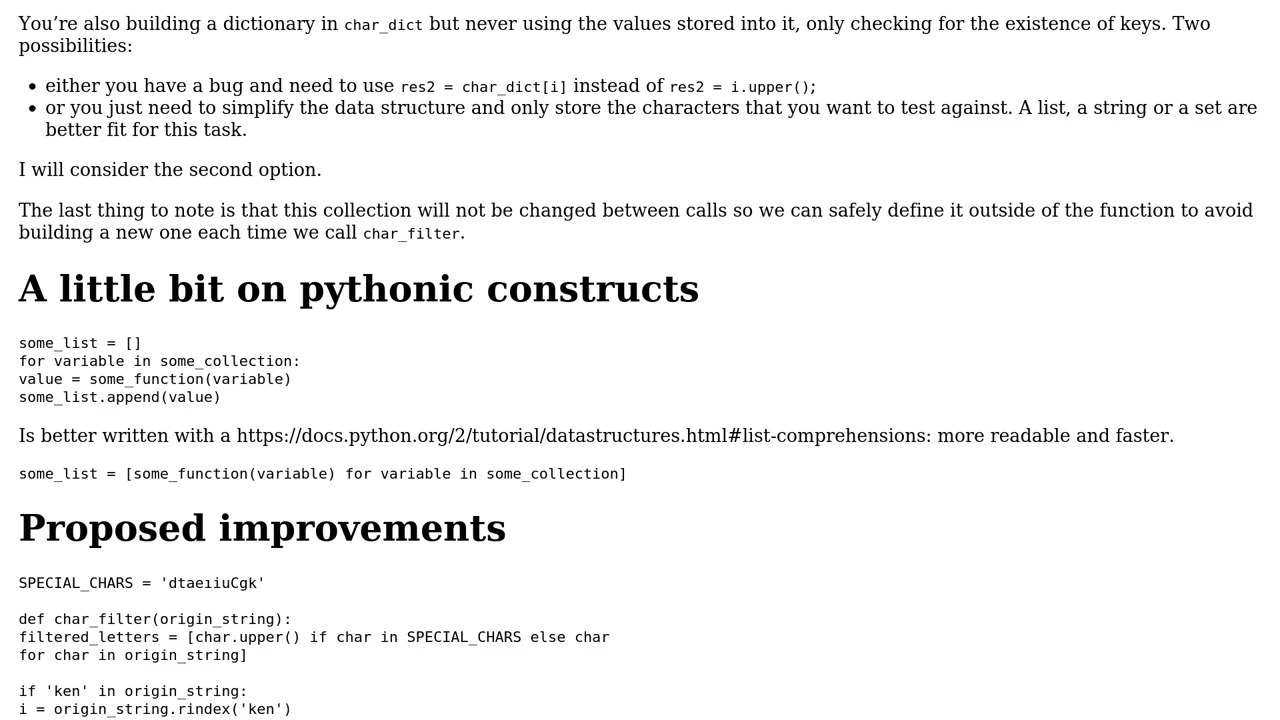 You’re also building a dictionary in char_dict but never using the values stored into it, only checking for the existence of keys. Two
possibilities:
• either you have a bug and need to use res2 = char_dict[i] instead of res2 = i.upper();
• or you just need to simplify the data structure and only store the characters that you want to test against. A list, a string or a set are
better fit for this task.
I will consider the second option.
The last thing to note is that this collection will not be changed between calls so we can safely define it outside of the function to avoid
building a new one each time we call char_filter.
A little bit on pythonic constructs
some_list = []
for variable in some_collection:
value = some_function(variable)
some_list.append(value)
Is better written with a https://docs.python.org/2/tutorial/datastructures.html#list-comprehensions: more readable and faster.
some_list = [some_function(variable) for variable in some_collection]
Proposed improvements
SPECIAL_CHARS = 'dtaeıiuCgk'
def char_filter(origin_string):
filtered_letters = [char.upper() if char in SPECIAL_CHARS else char
for char in origin_string]
if 'ken' in origin_string:
i = origin_string.rindex('ken')